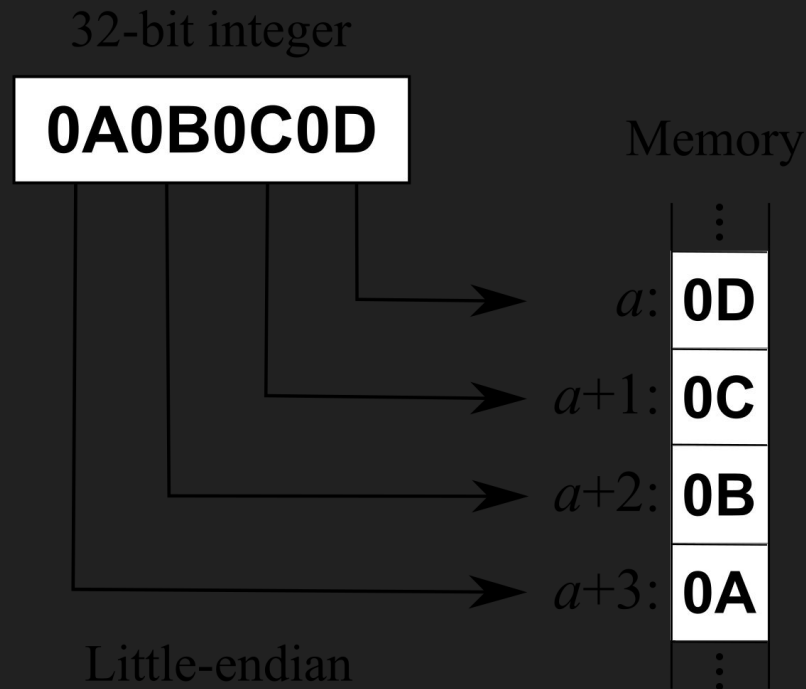 32-bit integer
0A0B0C0D
Memory
⋮
a: 0D
a+1: 0C
a+2: 0B
a+3: 0A
⋮
Little-endian